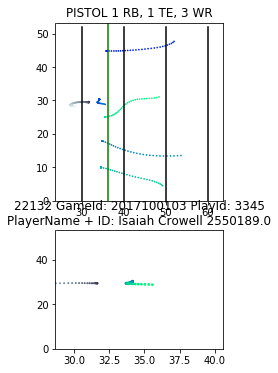 PISTOL 1 RB, 1 TE, 3 WR
50
40
30
20
10
0
30 40 50 60
22132 GameId: 2017100103 PlayId: 3345
PlayerName + ID: Isaiah Crowell 2550189.0
40
20
0
30.0 32.5 35.0 37.5 40.0